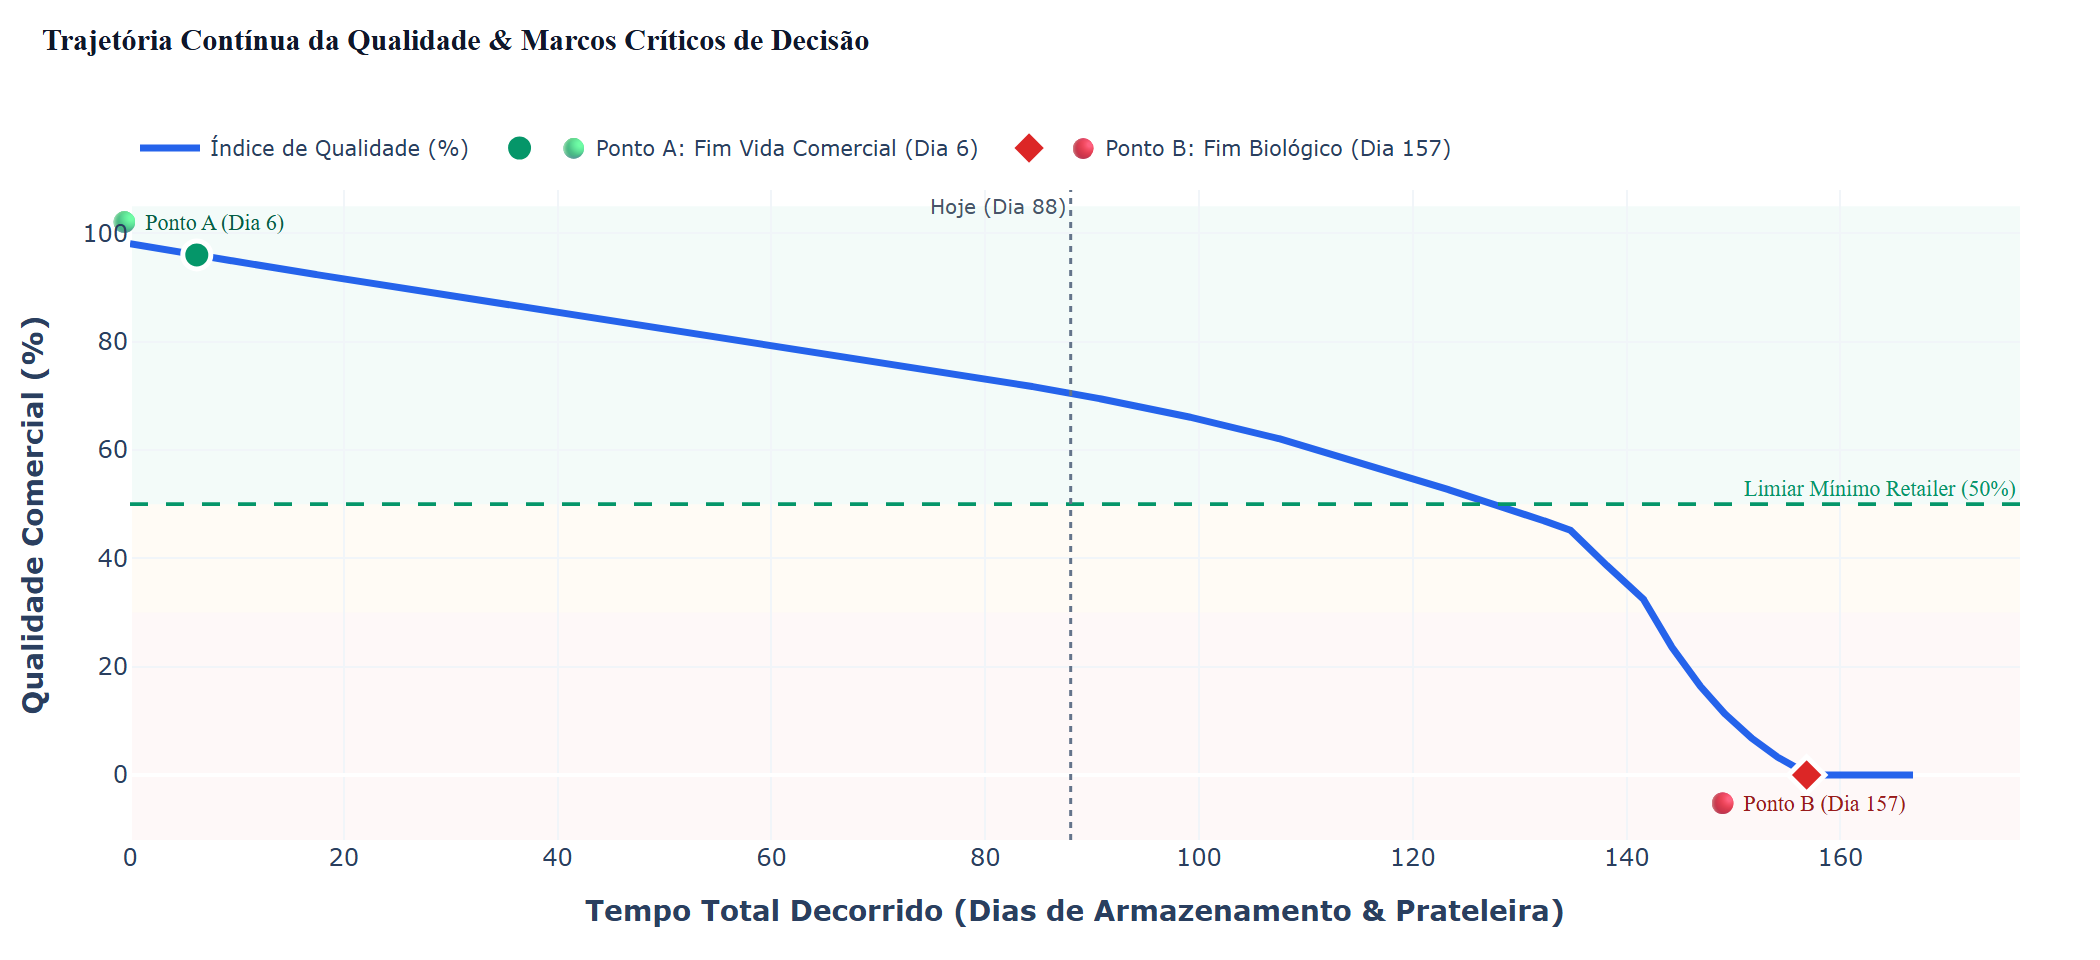 Trajetória Contínua da Qualidade & Marcos Críticos de Decisão
Índice de Qualidade (%)
Ponto A: Fim Vida Comercial (Dia 6)
Ponto B: Fim Biológico (Dia 157)
Hoje (Dia 88)
Ponto A (Dia 6)
100
80
60
Limiar Mínimo Retailer (50%)
40
20
0
Ponto B (Dia 157)
Qualidade Comercial (%)
0 20 40 60 80 100 120 140 160
Tempo Total Decorrido (Dias de Armazenamento & Prateleira)